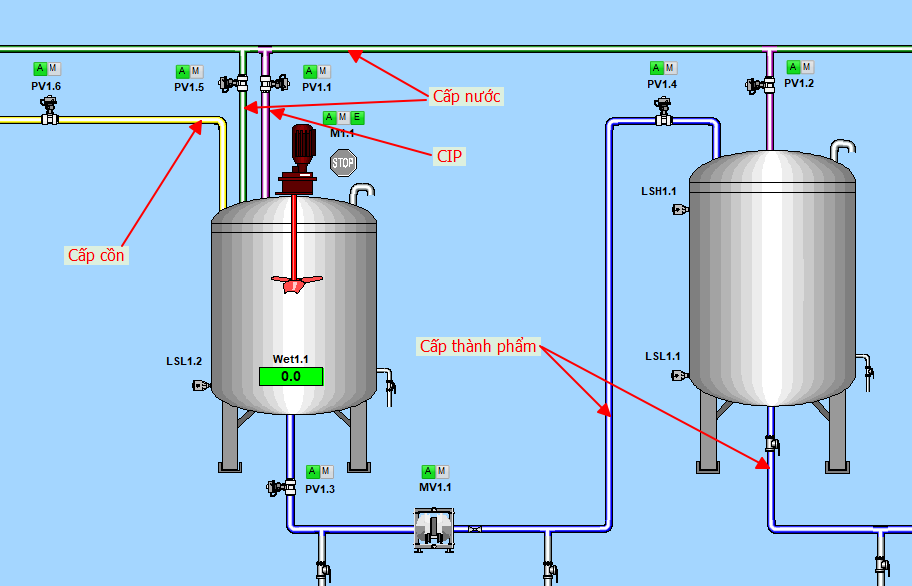 A M
PV1.6
A M
PV1.5
A M
PV1.1
A M
PV1.4
A M
PV1.2
Cấp nước
A M E
M1.1
STOP
CIP
LSH1.1
Cấp cồn
Cấp thành phẩm
LSL1.2
Wet1.1
0.0
LSL1.1
A M
PV1.3
A M
MV1.1